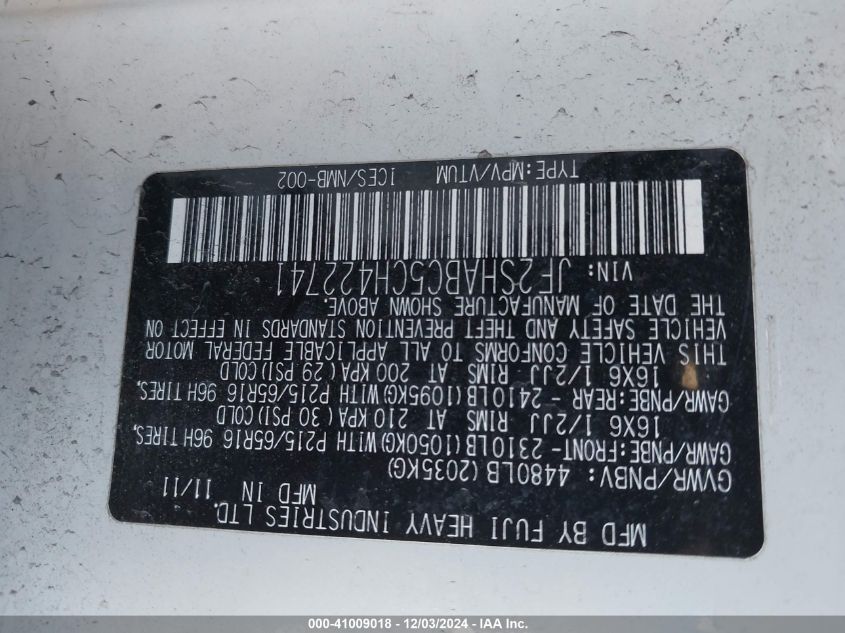 MFD BY FUJI HEAVY INDUSTRIES LTD.
MFD IN 11/11
GVWR/PNBV: 4480LB(2035KG)
GAWR/PNBE:FRONT-2310LB(1050KG)WITH P215/65R16 96H TIRES,
16X6 1/2JJ RIMS AT 210 KPA(30 PSI)COLD
GAWR/PNBE:REAR-2410LB(1095KG)WITH P215/65R16 96H TIRES,
16X6 1/2JJ RIMS AT 200 KPA(29 PSI)COLD
THIS VEHICLE CONFORMS TO ALL APPLICABLE FEDERAL MOTOR
VEHICLE SAFETY AND THEFT PREVENTION STANDARDS IN EFFECT ON
THE DATE OF MANUFACTURE SHOWN ABOVE.
VIN: JF2SHABC5CH422741
TYPE:MPV/VTUM ICES/NMB-002
000-41009018 - 12/03/2024 - IAA Inc.